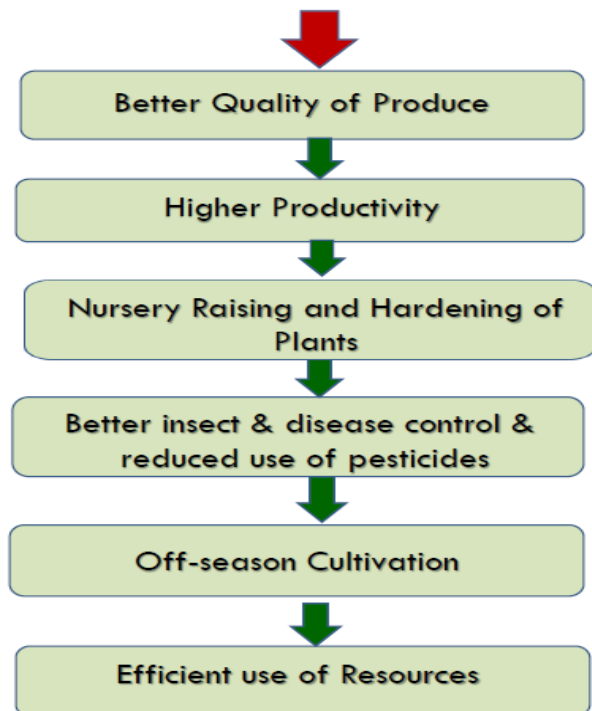 Better Quality of Produce
Higher Productivity
Nursery Raising and Hardening of
Plants
Better insect & disease control &
reduced use of pesticides
Off-season Cultivation
Efficient use of Resources